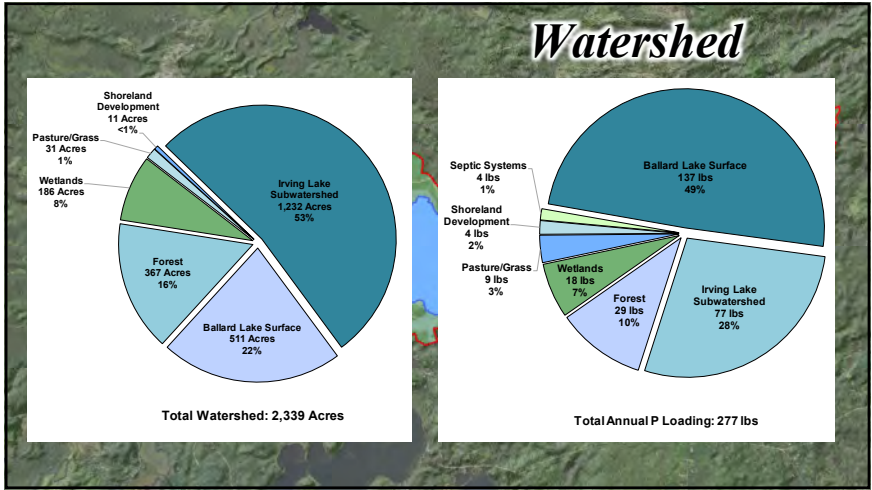 Watershed
Shoreland
Development
11 Acres
<1%
Pasture/Grass
31 Acres
1%
Wetlands
186 Acres
8%
Irving Lake
Subwatershed
1,232 Acres
53%
Forest
367 Acres
16%
Ballard Lake Surface
511 Acres
22%
Total Watershed: 2,339 Acres
Ballard Lake Surface
137 lbs
49%
Septic Systems
4 lbs
1%
Shoreland
Development
4 lbs
2%
Pasture/Grass
9 lbs
3%
Wetlands
18 lbs
7%
Forest
29 lbs
10%
Irving Lake
Subwatershed
77 lbs
28%
Total Annual P Loading: 277 lbs